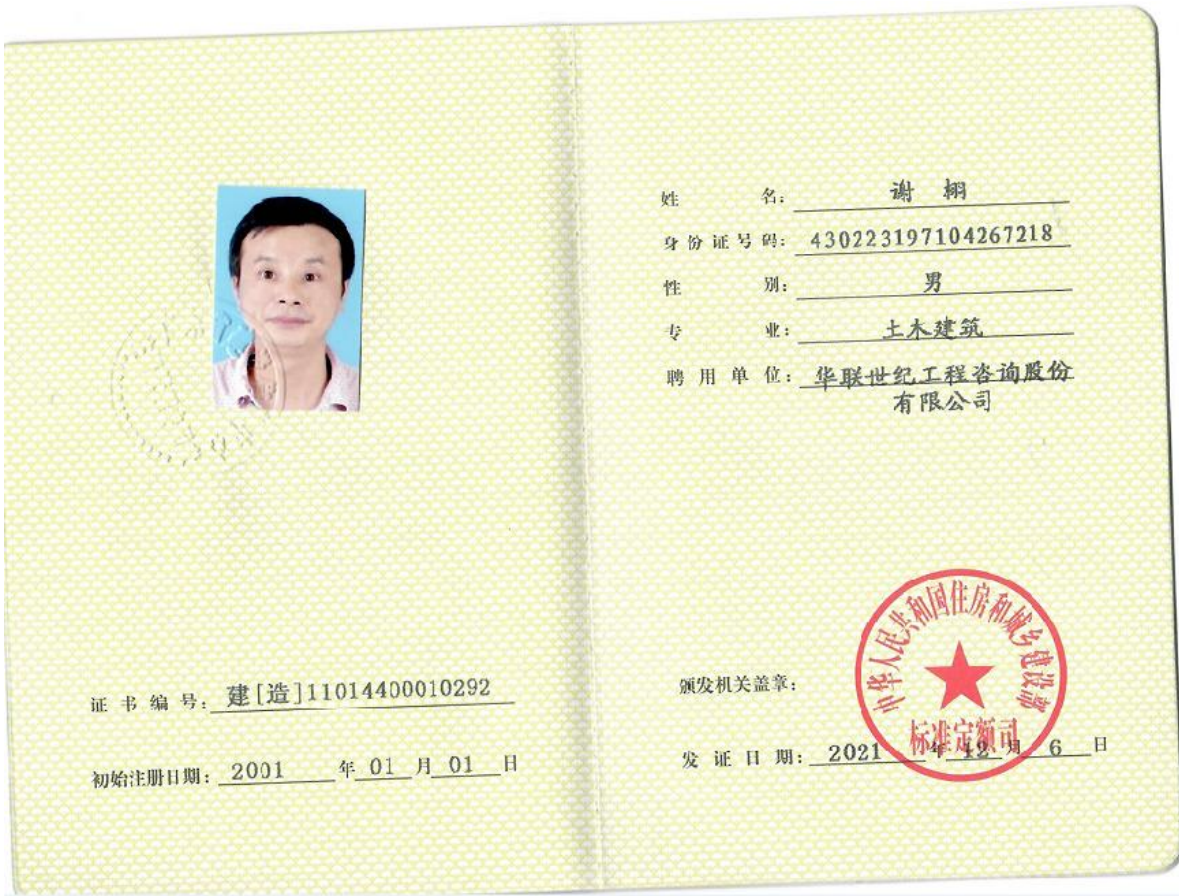 证书编号: 建[造]11014400010292
初始注册日期: 2001 年 01 月 01 日
姓名: 谢栩
身份证号码: 430223197104267218
性别: 男
专业: 土木建筑
聘用单位: 华联世纪工程咨询股份
有限公司
中华人民共和国住房和城乡建设部
标准定额司
颁发机关盖章:
发证日期: 2021 年 12 月 6 日